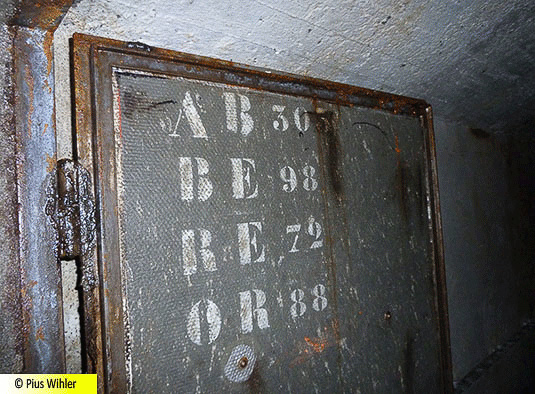 AB 30
BE 98
RE 72
OR 88
© Pius Wihler